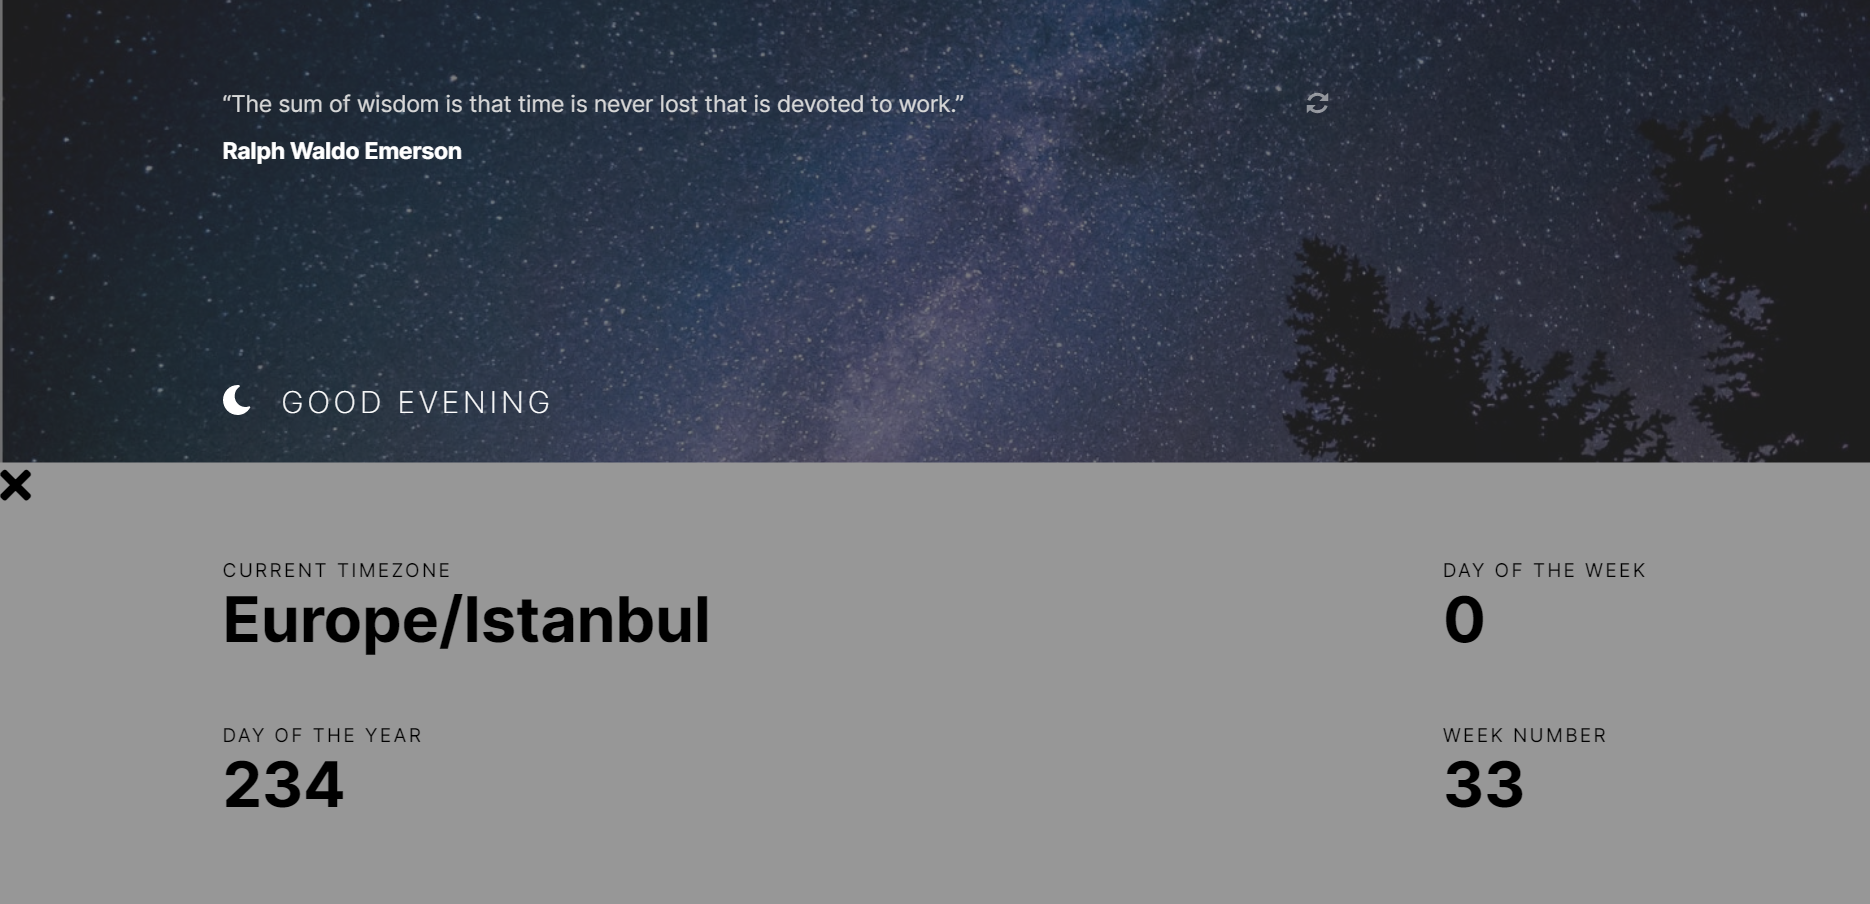 “The sum of wisdom is that time is never lost that is devoted to work.”
Ralph Waldo Emerson
GOOD EVENING
CURRENT TIMEZONE
Europe/Istanbul
DAY OF THE WEEK
0
DAY OF THE YEAR
234
WEEK NUMBER
33